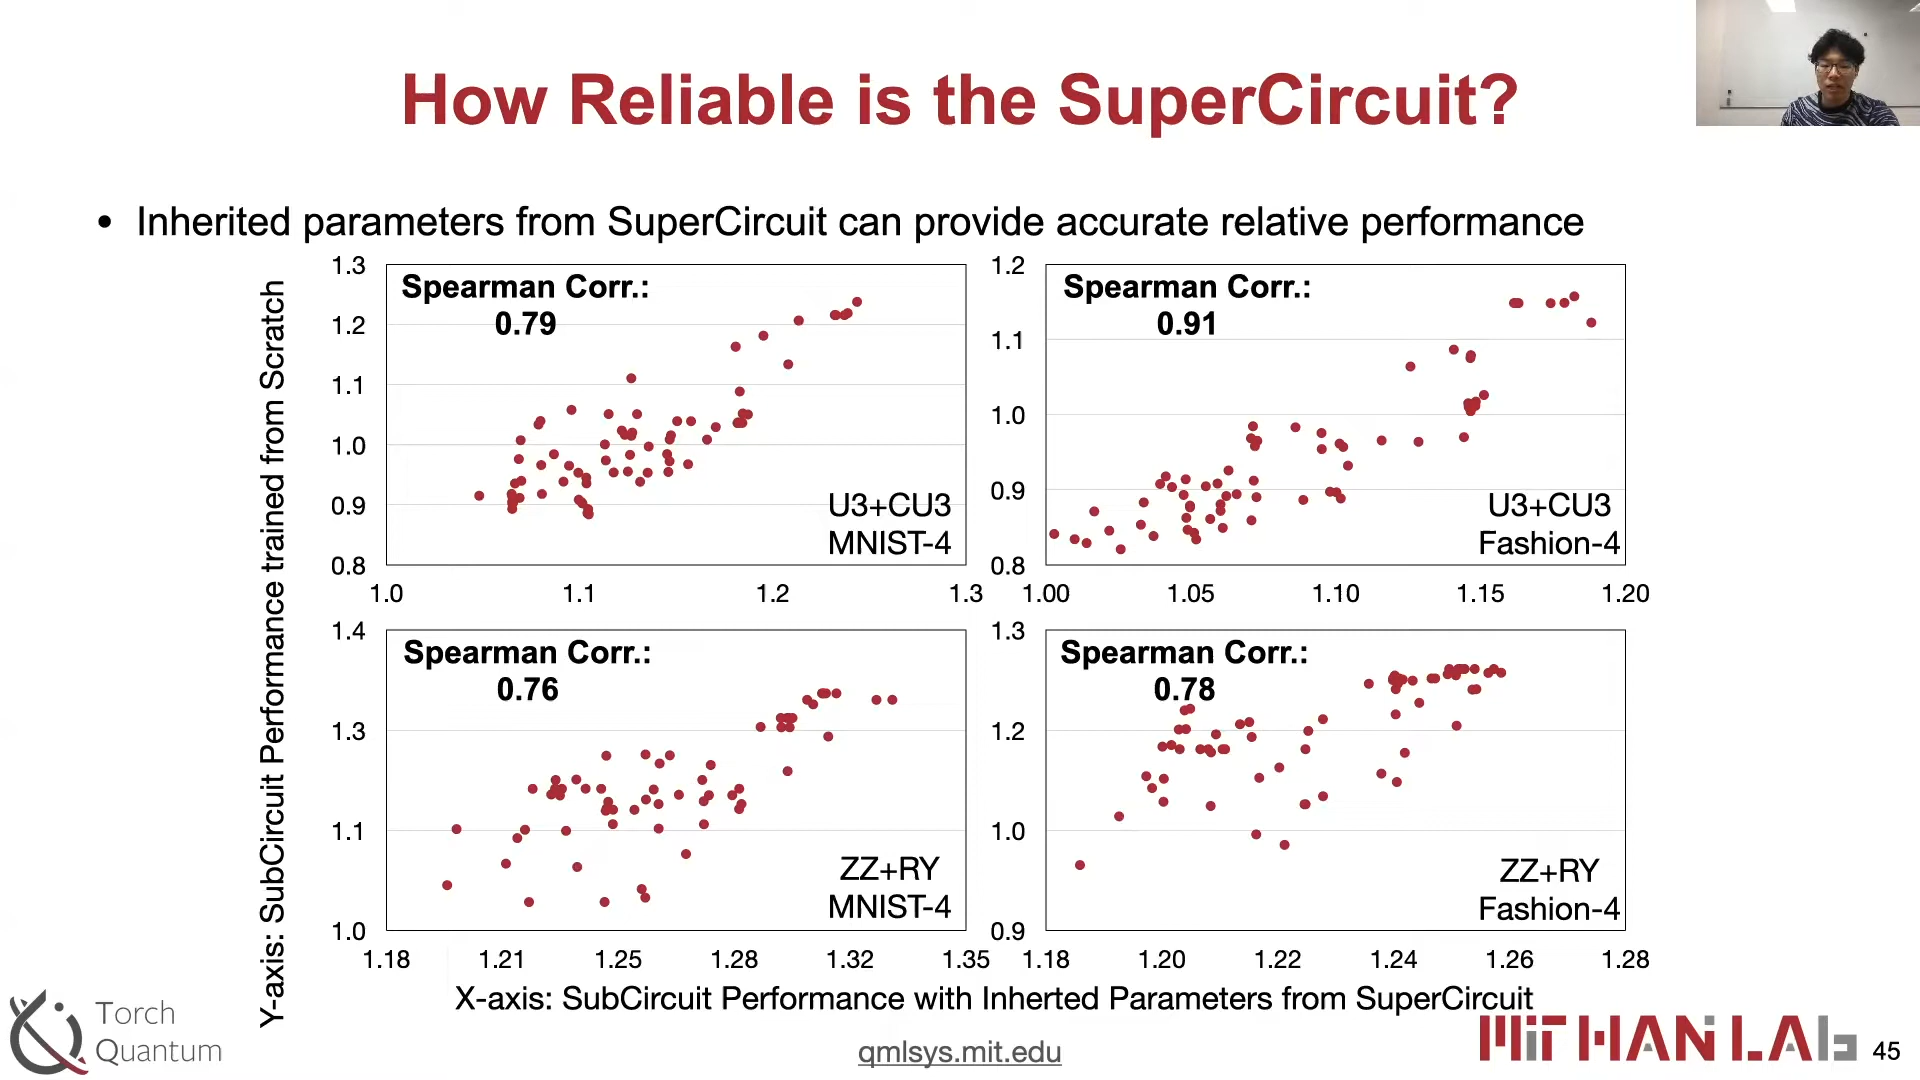 How Reliable is the SuperCircuit?
• Inherited parameters from SuperCircuit can provide accurate relative performance
Y-axis: SubCircuit Performance trained from Scratch
1.3
1.2
1.1
1.0
0.9
0.8
Spearman Corr.:
0.79
U3+CU3
MNIST-4
1.0 1.1 1.2 1.3
1.2
1.1
1.0
0.9
0.8
Spearman Corr.:
0.91
U3+CU3
Fashion-4
1.00 1.05 1.10 1.15 1.20
1.4
1.3
1.1
1.0
Spearman Corr.:
0.76
ZZ+RY
MNIST-4
1.18 1.21 1.25 1.28 1.32 1.35
1.3
1.2
1.0
0.9
Spearman Corr.:
0.78
ZZ+RY
Fashion-4
1.18 1.20 1.22 1.24 1.26 1.28
X-axis: SubCircuit Performance with Inherted Parameters from SuperCircuit
Torch
Quantum
qmlsys.mit.edu
MIT HAN LAB
45